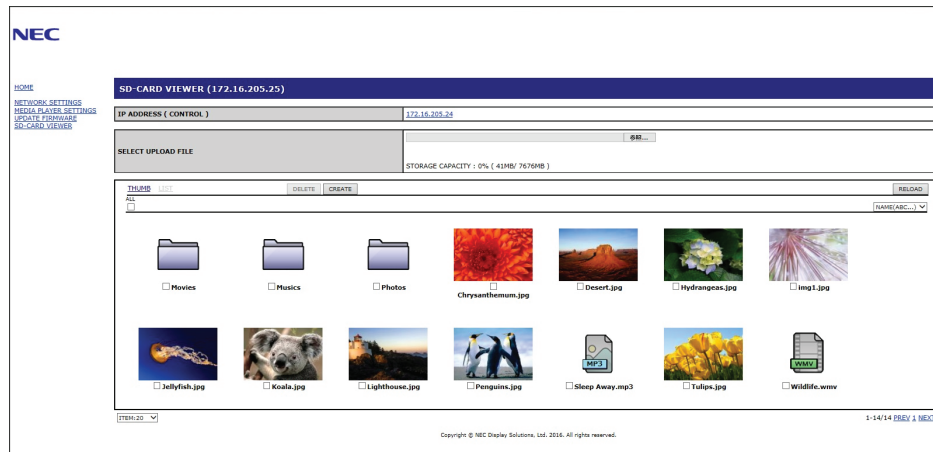 NEC
HOME
NETWORK SETTINGS
MEDIA PLAYER SETTINGS
UPDATE FIRMWARE
SD-CARD VIEWER
SD-CARD VIEWER (172.16.205.25)
IP ADDRESS ( CONTROL )
172.16.205.24
SELECT UPLOAD FILE
参照...
STORAGE CAPACITY : 0% ( 41MB/ 7676MB )
THUMB LIST
DELETE CREATE
RELOAD
ALL
NAME(ABC...)
Movies
Musics
Photos
Chrysanthemum.jpg
Desert.jpg
Hydrangeas.jpg
img1.jpg
Jellyfish.jpg
Koala.jpg
Lighthouse.jpg
Penguins.jpg
MP3
Sleep Away.mp3
Tulips.jpg
WMV
Wildlife.wmv
ITEM:20
1-14/14 PREV 1 NEXT
Copyright © NEC Display Solutions, Ltd. 2016. All rights reserved.